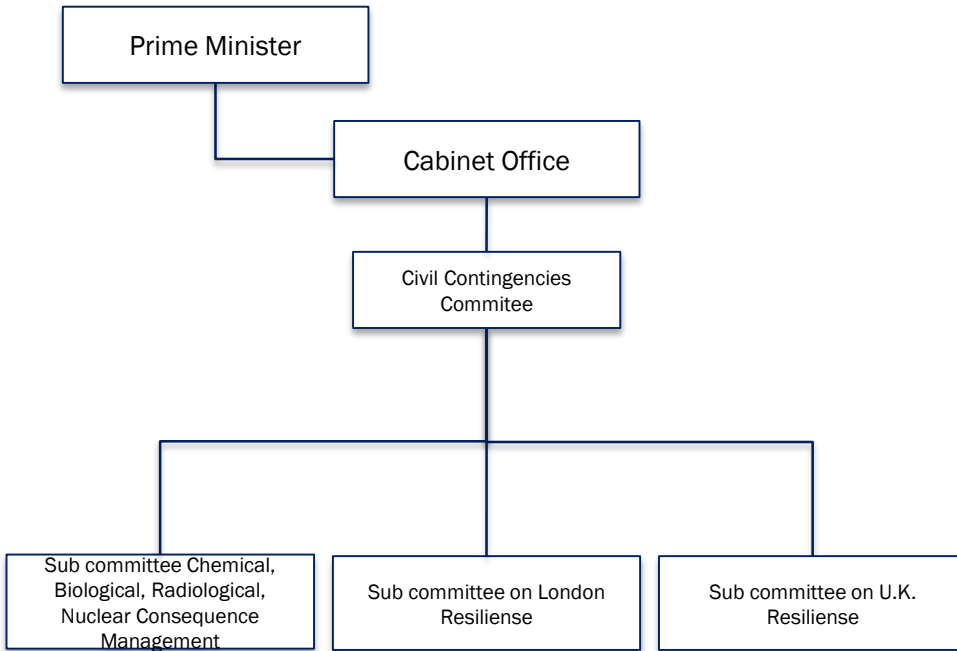 Prime Minister
Cabinet Office
Civil Contingencies
Commitee
Sub committee Chemical,
Biological, Radiological,
Nuclear Consequence
Management
Sub committee on London
Resiliense
Sub committee on U.K.
Resiliense